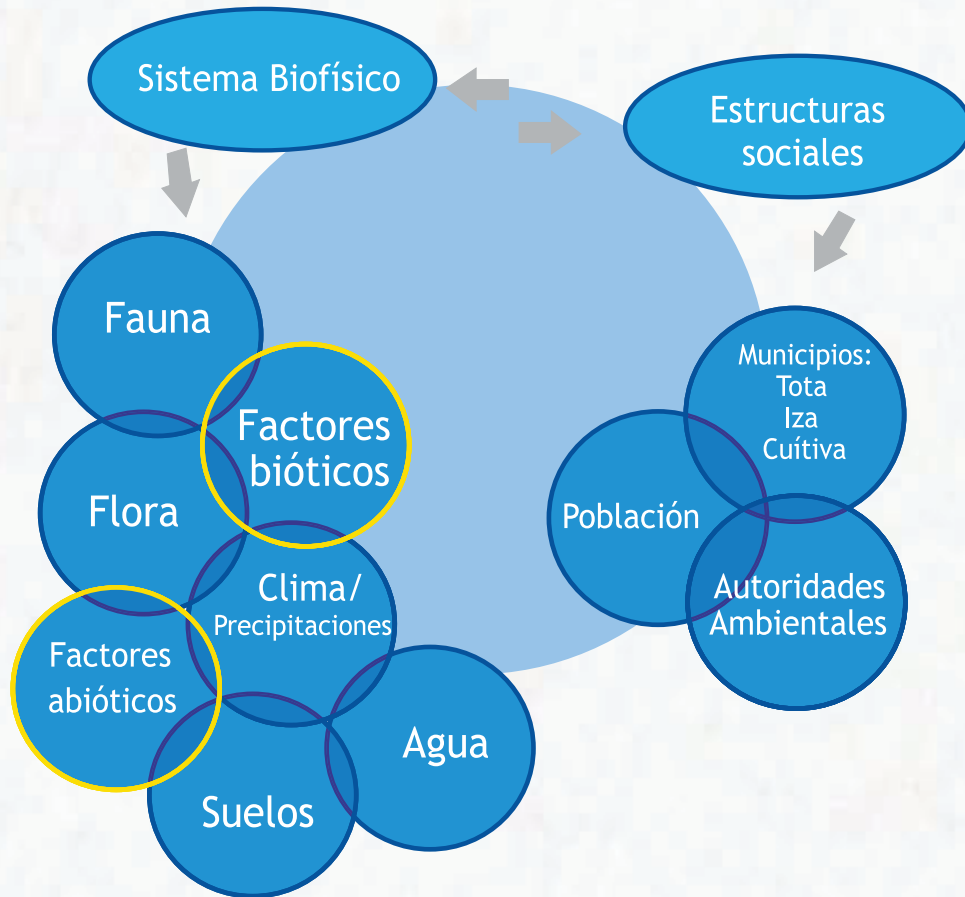 Sistema Biofísico
Estructuras
sociales
Fauna
Factores
bióticos
Flora
Clima/
Precipitaciones
Factores
abióticos
Agua
Suelos
Municipios:
Tota
Iza
Cuítiva
Población
Autoridades
Ambientales